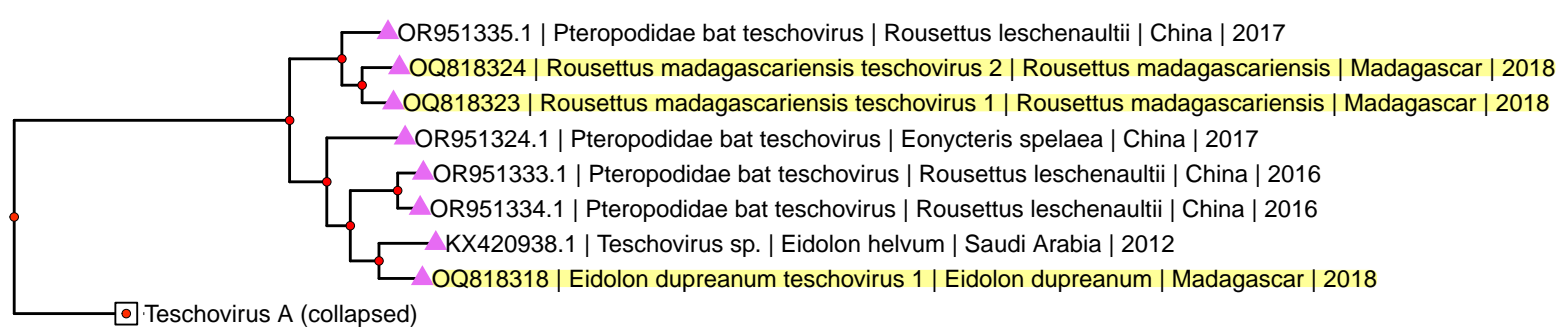 OR951335.1 | Pteropodidae bat teschovirus | Rousettus leschenaultii | China | 2017
OQ818324 | Rousettus madagascariensis teschovirus 2 | Rousettus madagascariensis | Madagascar | 2018
OQ818323 | Rousettus madagascariensis teschovirus 1 | Rousettus madagascariensis | Madagascar | 2018
OR951324.1 | Pteropodidae bat teschovirus | Eonycteris spelaea | China | 2017
OR951333.1 | Pteropodidae bat teschovirus | Rousettus leschenaultii | China | 2016
OR951334.1 | Pteropodidae bat teschovirus | Rousettus leschenaultii | China | 2016
KX420938.1 | Teschovirus sp. | Eidolon helvum | Saudi Arabia | 2012
OQ818318 | Eidolon dupreanum teschovirus 1 | Eidolon dupreanum | Madagascar | 2018
Teschovirus A (collapsed)